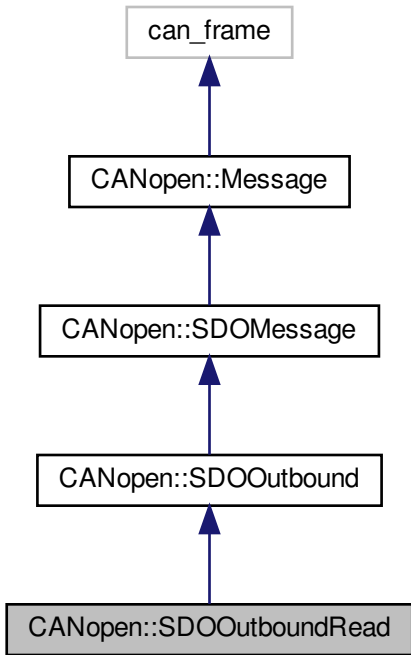 can_frame
CANopen::Message
CANopen::SDOMessage
CANopen::SDOOutbound
CANopen::SDOOutboundRead